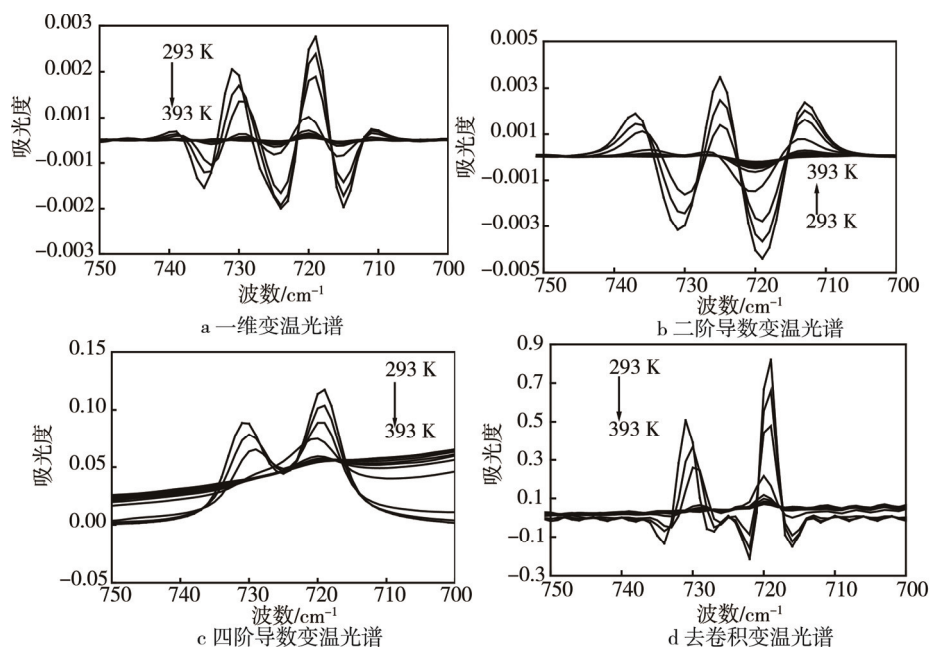 0.003
0.002
0.001
−0.001
−0.002
−0.003
吸光度
293 K
393 K
750 740 730 720 710 700
波数/cm⁻¹
a 一维变温光谱
0.005
0.003
0.001
−0.001
−0.003
−0.005
吸光度
393 K
293 K
750 740 730 720 710 700
波数/cm⁻¹
b 二阶导数变温光谱
0.15
0.10
0.05
0.00
−0.05
吸光度
293 K
393 K
750 740 730 720 710 700
波数/cm⁻¹
c 四阶导数变温光谱
0.9
0.7
0.5
0.3
0.1
−0.1
−0.3
吸光度
293 K
393 K
750 740 730 720 710 700
波数/cm⁻¹
d 去卷积变温光谱